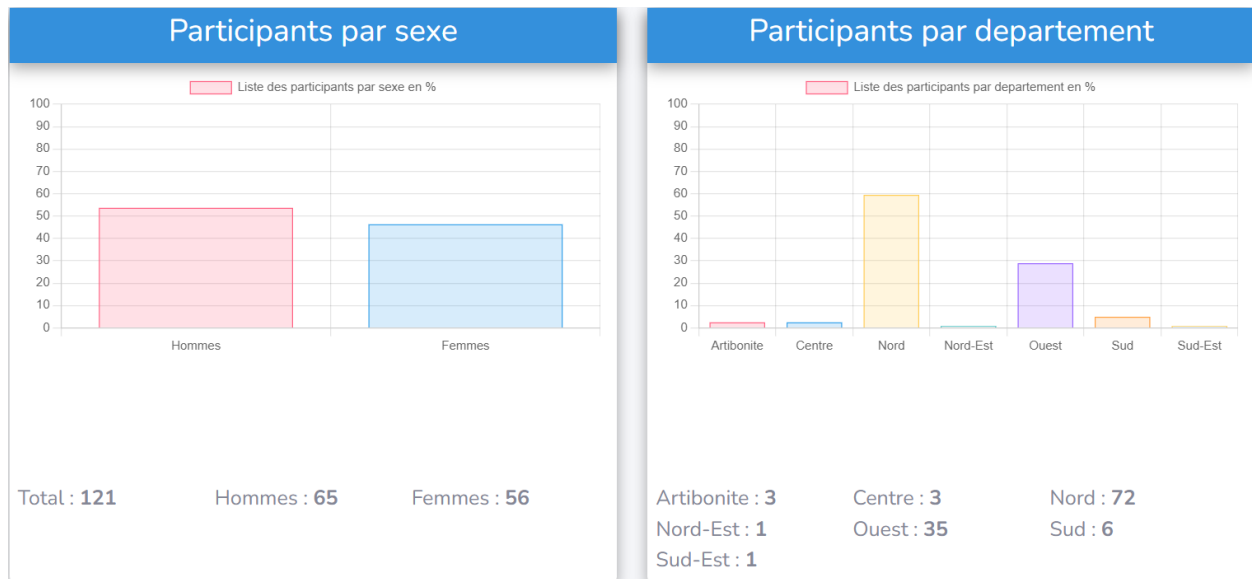 Participants par sexe
Liste des participants par sexe en %
100
90
80
70
60
50
40
30
20
10
0
Hommes Femmes
Total : 121 Hommes : 65 Femmes : 56
Participants par departement
Liste des participants par departement en %
100
90
80
70
60
50
40
30
20
10
0
Artibonite Centre Nord Nord-Est Ouest Sud Sud-Est
Artibonite : 3 Centre : 3 Nord : 72
Nord-Est : 1 Ouest : 35 Sud : 6
Sud-Est : 1